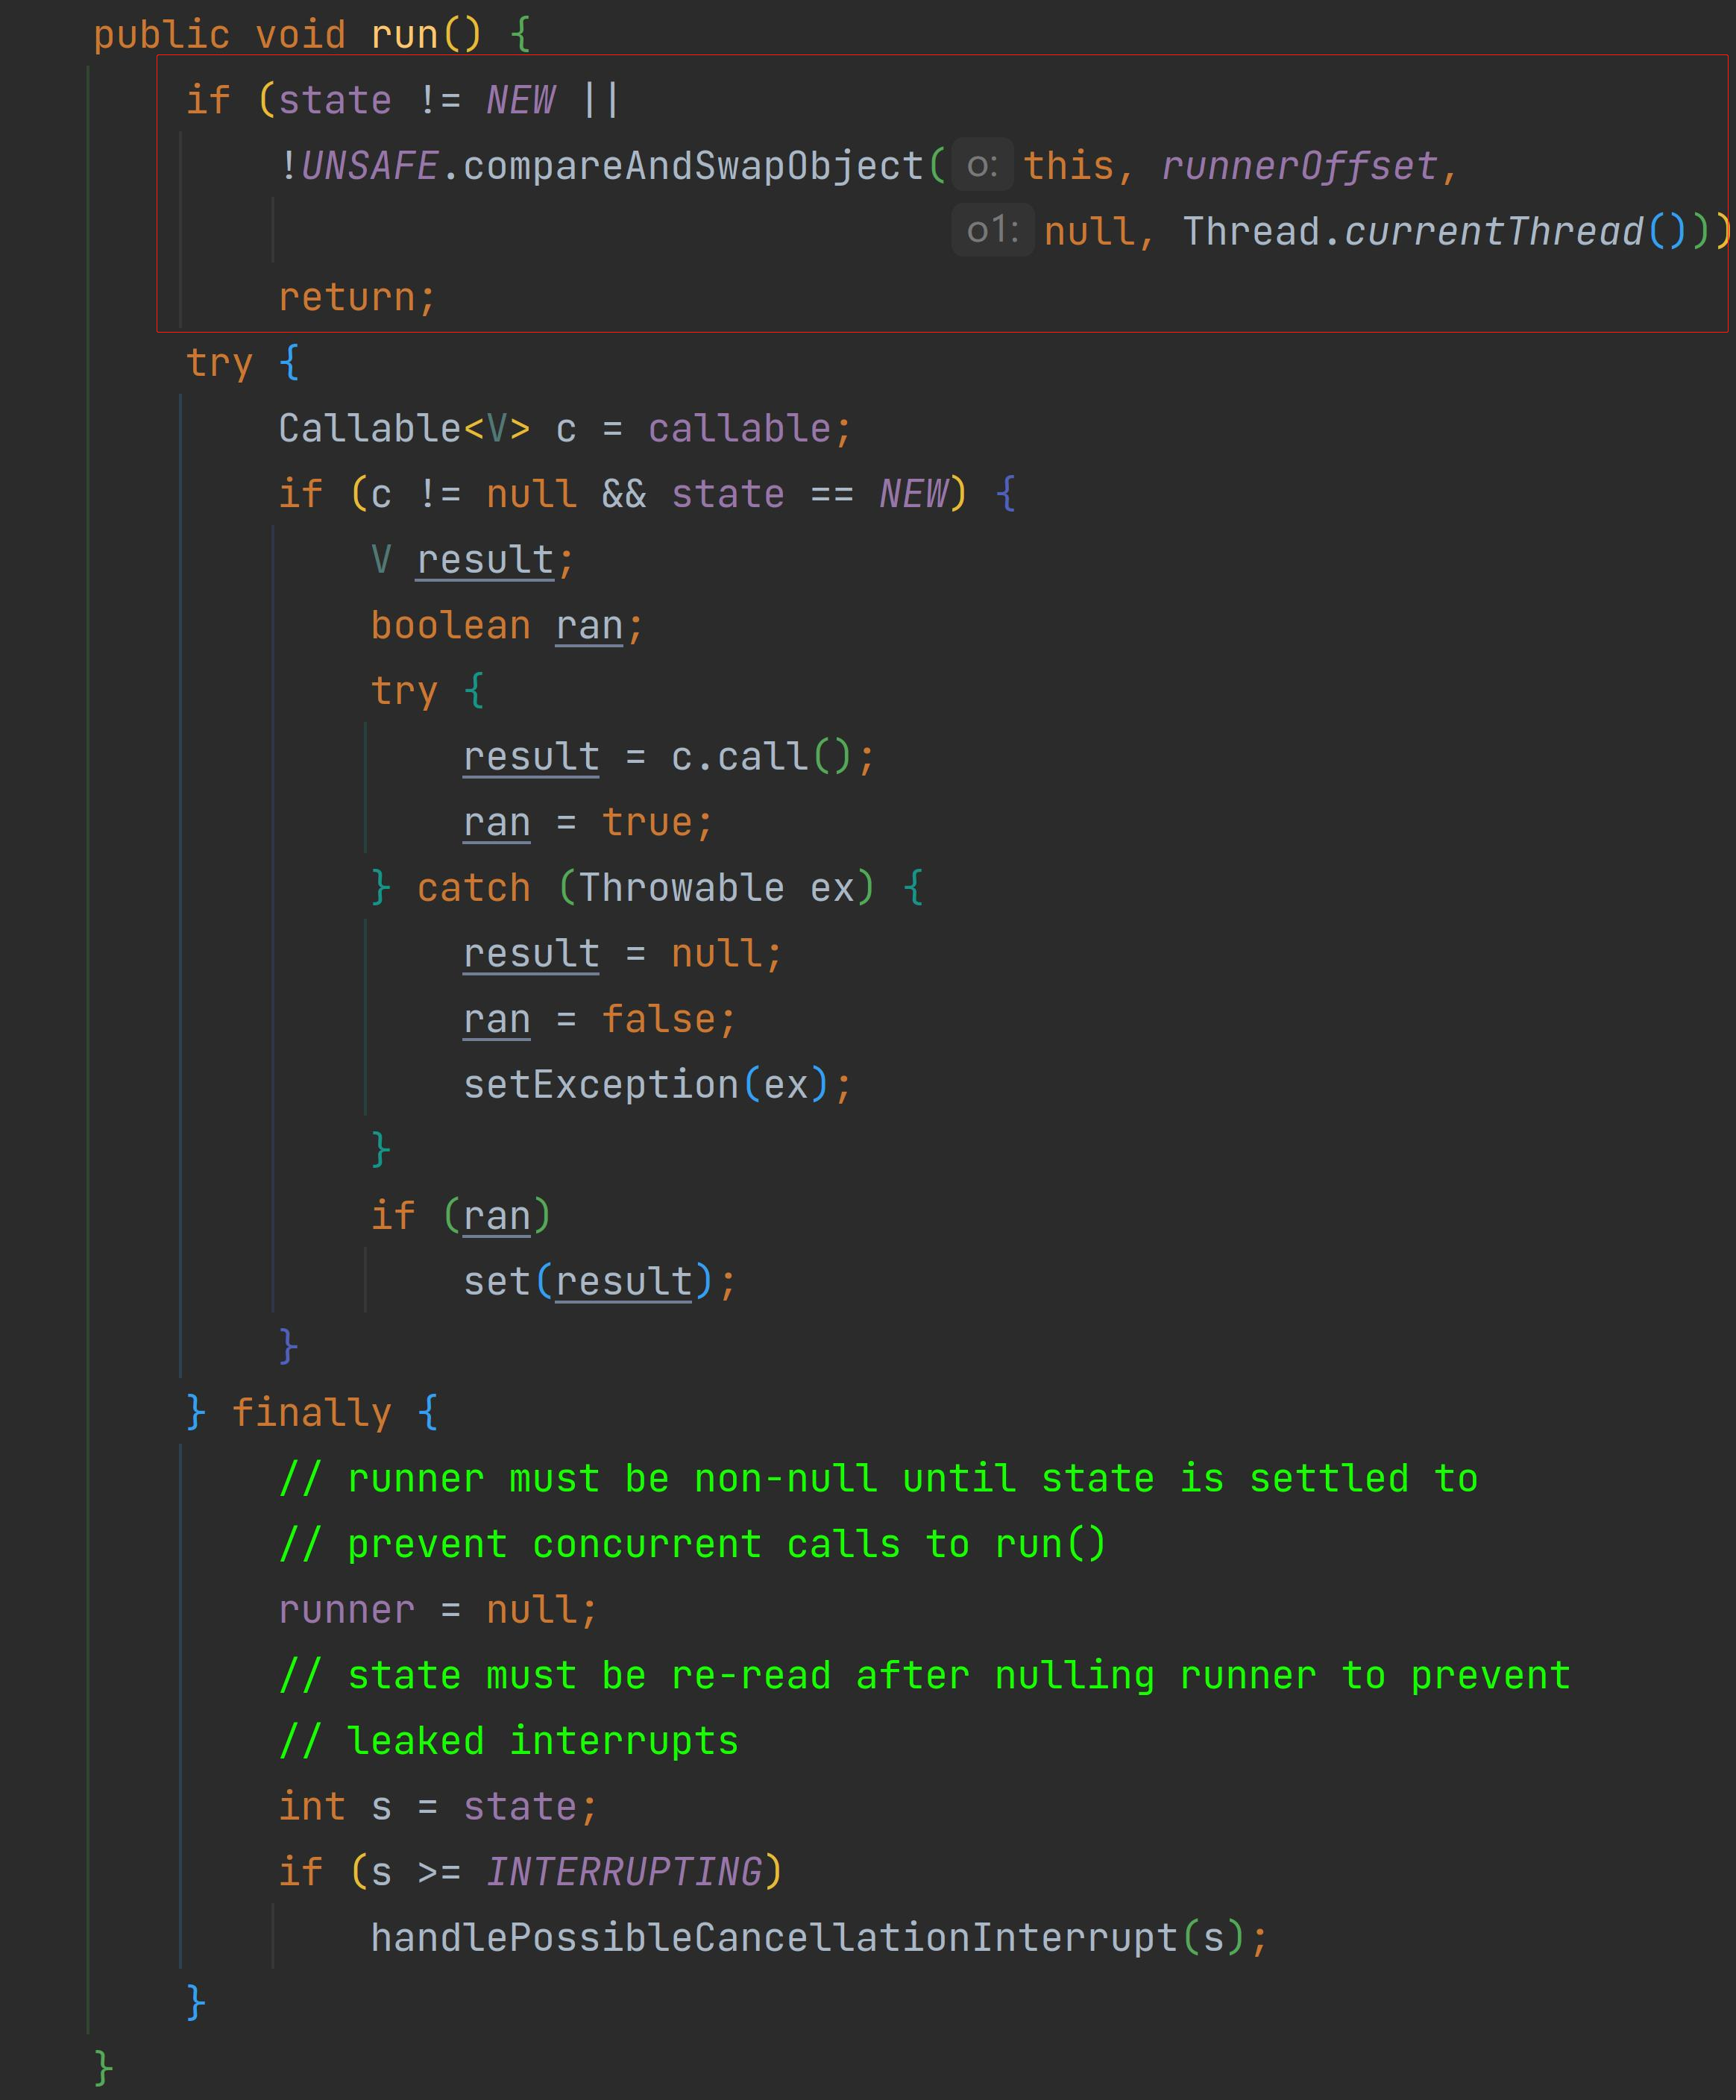 public void run() {
if (state != NEW ||
!UNSAFE.compareAndSwapObject( o: this, runnerOffset,
o1: null, Thread.currentThread()))
return;
try {
Callable<V> c = callable;
if (c != null && state == NEW) {
V result;
boolean ran;
try {
result = c.call();
ran = true;
} catch (Throwable ex) {
result = null;
ran = false;
setException(ex);
}
if (ran)
set(result);
}
} finally {
// runner must be non-null until state is settled to
// prevent concurrent calls to run()
runner = null;
// state must be re-read after nulling runner to prevent
// leaked interrupts
int s = state;
if (s >= INTERRUPTING)
handlePossibleCancellationInterrupt(s);
}
}